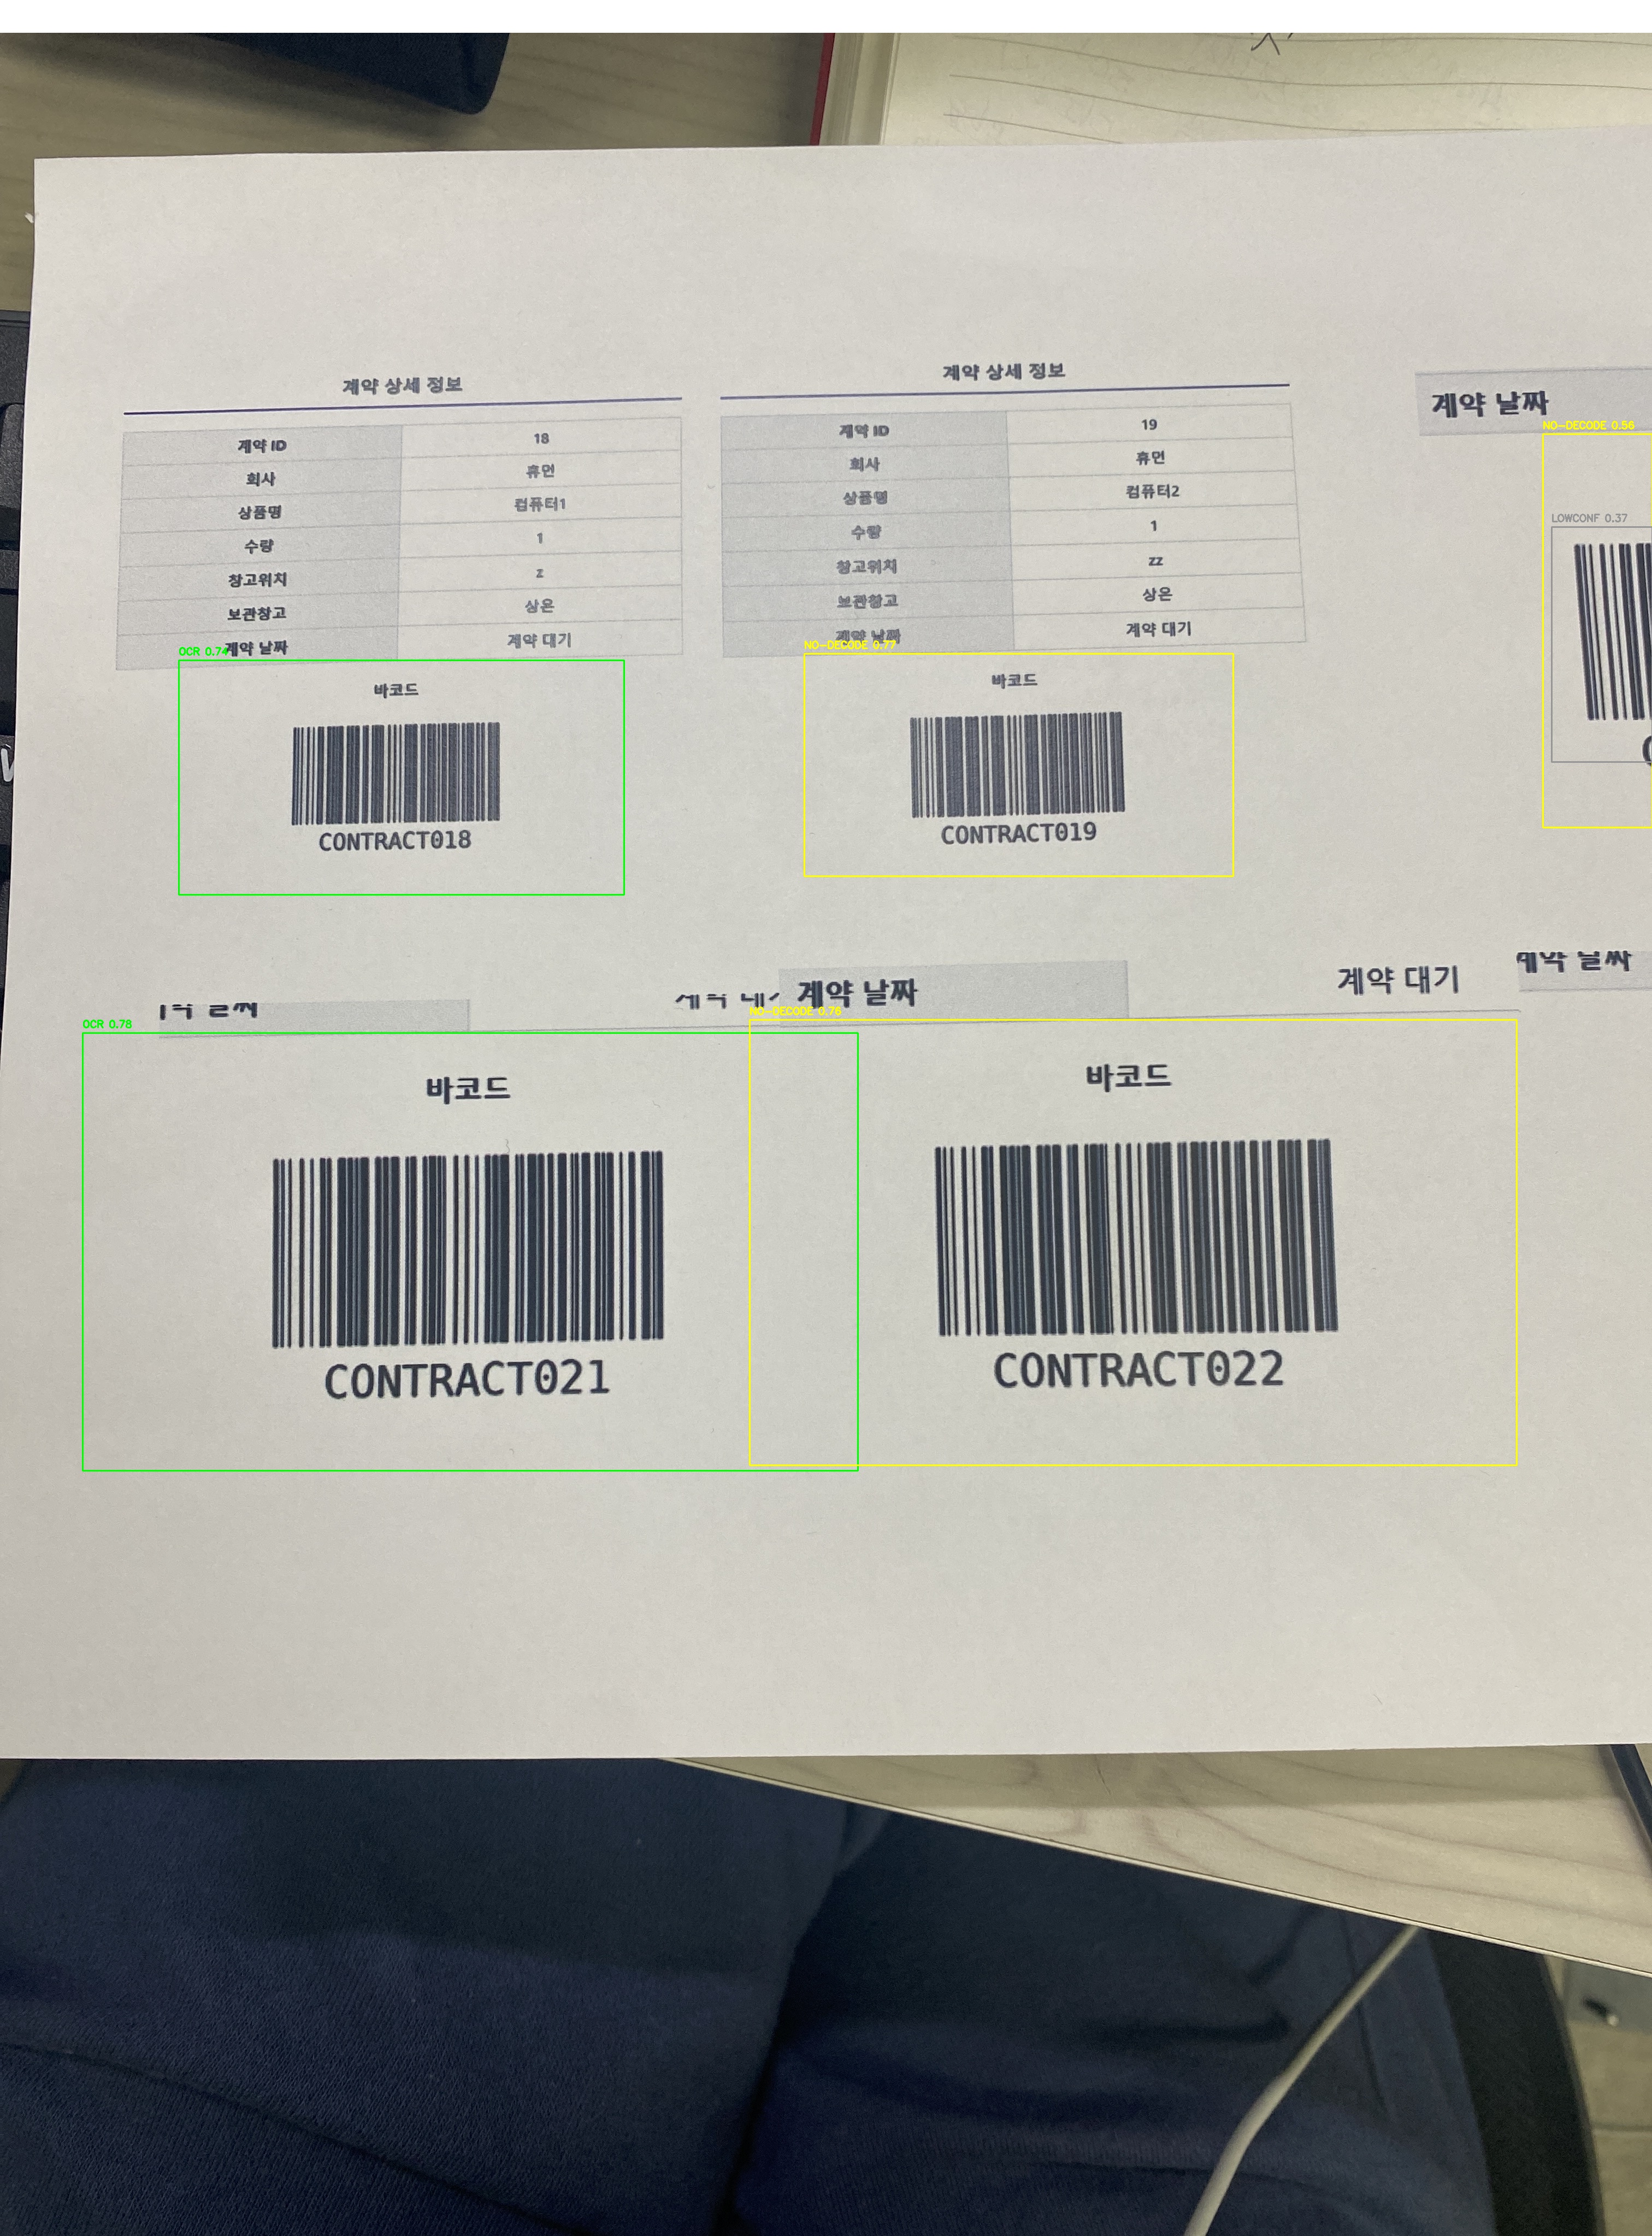 계약 상세 정보
계약 ID 18
회사 휴먼
상품명 컴퓨터1
수량 1
창고위치 z
보관창고 상온
계약 날짜 계약 대기
OCR 0.74
바코드
CONTRACT018
계약 상세 정보
계약 ID 19
회사 휴먼
상품명 컴퓨터2
수량 1
창고위치 zz
보관창고 상온
계약 날짜 계약 대기
NO-DECODE 0.77
바코드
CONTRACT019
계약 날짜
NO-DECODE 0.56
LOWCONF 0.37
OCR 0.78
바코드
CONTRACT021
계약 날짜 계약 대기
NO-DECODE 0.76
바코드
CONTRACT022
계약 날짜